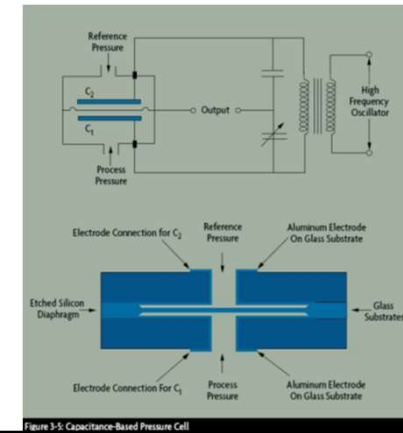 Reference
Pressure
C2
C1
Output
High
Frequency
Oscillator
Process
Pressure
Electrode Connection for C2
Reference
Pressure
Aluminum Electrode
On Glass Substrate
Etched Silicon
Diaphragm
Glass
Substrates
Electrode Connection For C1
Process
Pressure
Aluminum Electrode
On Glass Substrate
Figure 3-5: Capacitance-Based Pressure Cell